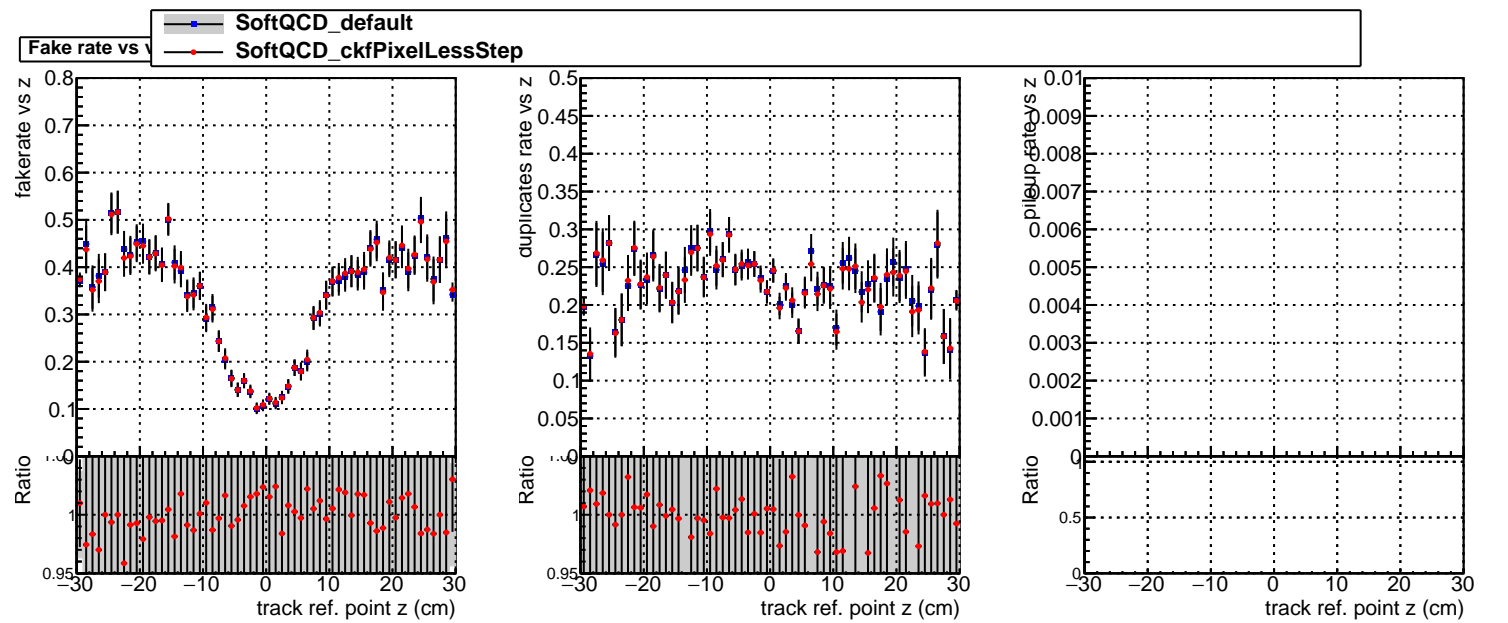 SoftQCD_default
SoftQCD_ckfPixelLessStep
Fake rate vs
fakerate vs z
0.8
0.7
0.6
0.5
0.4
0.3
0.2
0.1
0
Ratio
1
0.95
−30 −20 −10 0 10 20 30
track ref. point z (cm)
duplicates rate vs z
0.5
0.45
0.4
0.35
0.3
0.25
0.2
0.15
0.1
0.05
0
Ratio
1
0.95
−30 −20 −10 0 10 20 30
track ref. point z (cm)
pileup rate vs z
0.01
0.009
0.008
0.007
0.006
0.005
0.004
0.003
0.002
0.001
0
Ratio
1
0.5
0
−30 −20 −10 0 10 20 30
track ref. point z (cm)